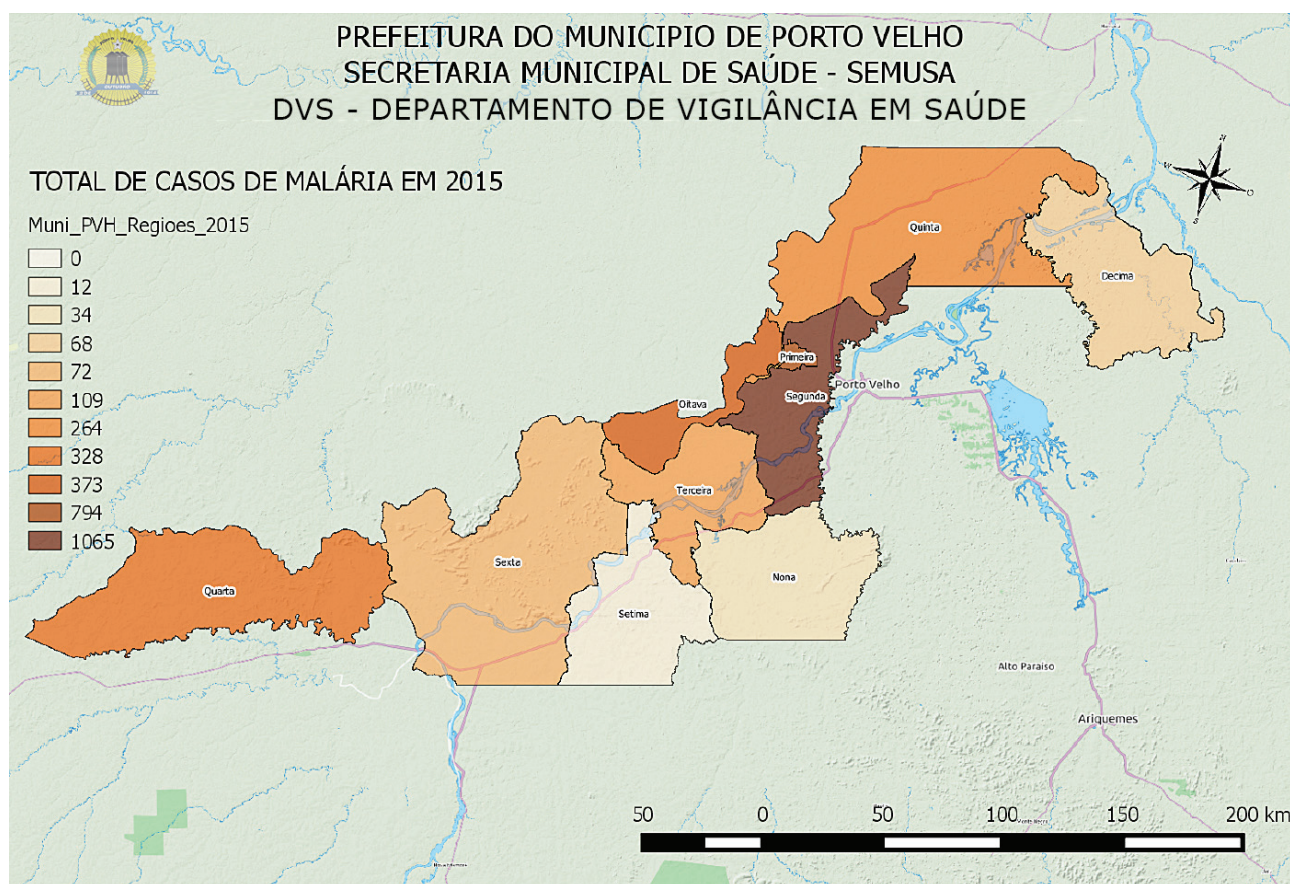 PREFEITURA DO MUNICIPIO DE PORTO VELHO
SECRETARIA MUNICIPAL DE SAÚDE - SEMUSA
DVS - DEPARTAMENTO DE VIGILÂNCIA EM SAÚDE
TOTAL DE CASOS DE MALÁRIA EM 2015
Muni_PVH_Regioes_2015
0
12
34
68
72
109
264
328
373
794
1065
N
W
O
S
Quinta
Decima
Primeira
Porto Velho
Segunda
Oitava
Terceira
Sexta
Nona
Quarta
Setima
Alto Paraíso
Ariquemes
50 0 50 100 150 200 km